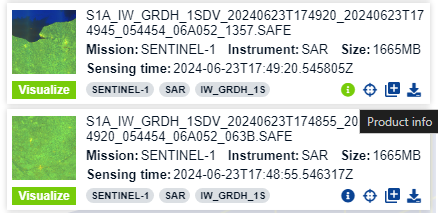 S1A_IW_GRDH_1SDV_20240623T174920_20240623T17
4945_054454_06A052_1357.SAFE
Mission: SENTINEL-1 Instrument: SAR Size: 1665MB
Sensing time: 2024-06-23T17:49:20.545805Z
Visualize SENTINEL-1 SAR IW_GRDH_1S
Product info
S1A_IW_GRDH_1SDV_20240623T174855_20
4920_054454_06A052_063B.SAFE
Mission: SENTINEL-1 Instrument: SAR Size: 1665MB
Sensing time: 2024-06-23T17:48:55.546317Z
Visualize SENTINEL-1 SAR IW_GRDH_1S